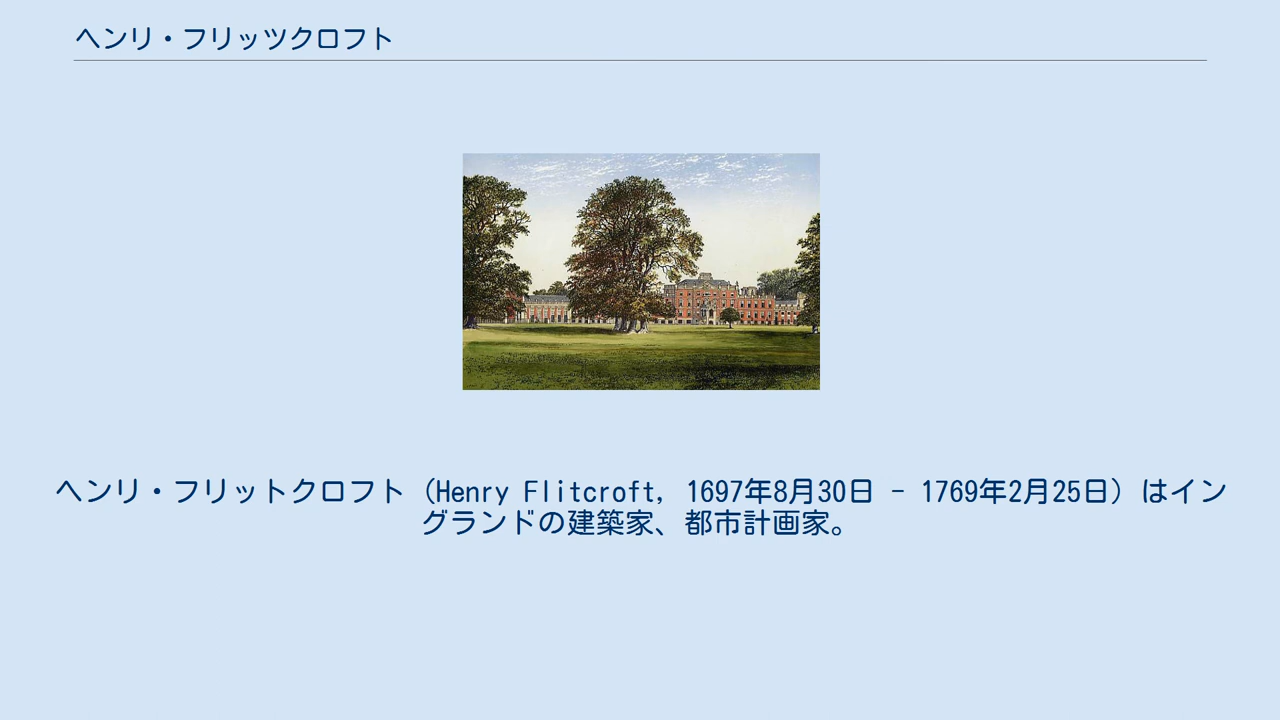 ヘンリ・フリッツクロフト
ヘンリ・フリットクロフト（Henry Flitcroft, 1697年8月30日 - 1769年2月25日）はイン
グランドの建築家、都市計画家。